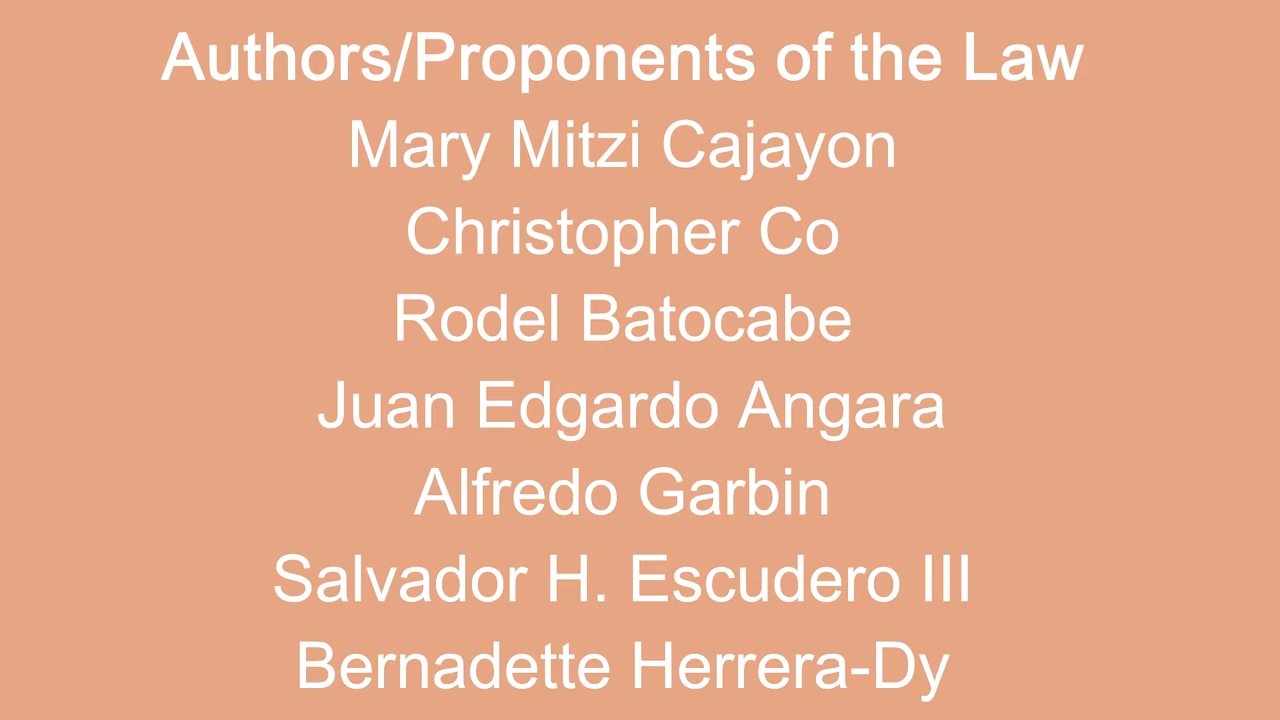 Authors/Proponents of the Law
Mary Mitzi Cajayon
Christopher Co
Rodel Batocabe
Juan Edgardo Angara
Alfredo Garbin
Salvador H. Escudero III
Bernadette Herrera-Dy